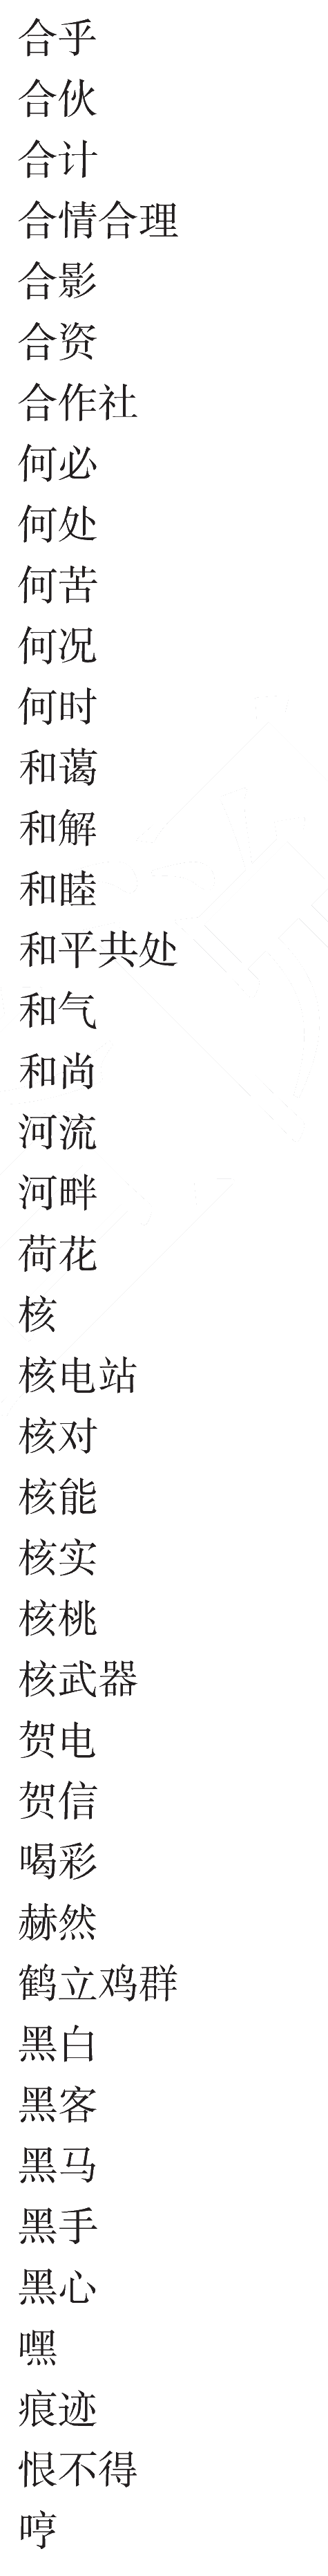 合乎
合伙
合计
合情合理
合影
合资
合作社
何必
何处
何苦
何况
何时
和蔼
和解
和睦
和平共处
和气
和尚
河流
河畔
荷花
核
核电站
核对
核能
核实
核桃
核武器
贺电
贺信
喝彩
赫然
鹤立鸡群
黑白
黑客
黑马
黑手
黑心
嘿
痕迹
恨不得
哼